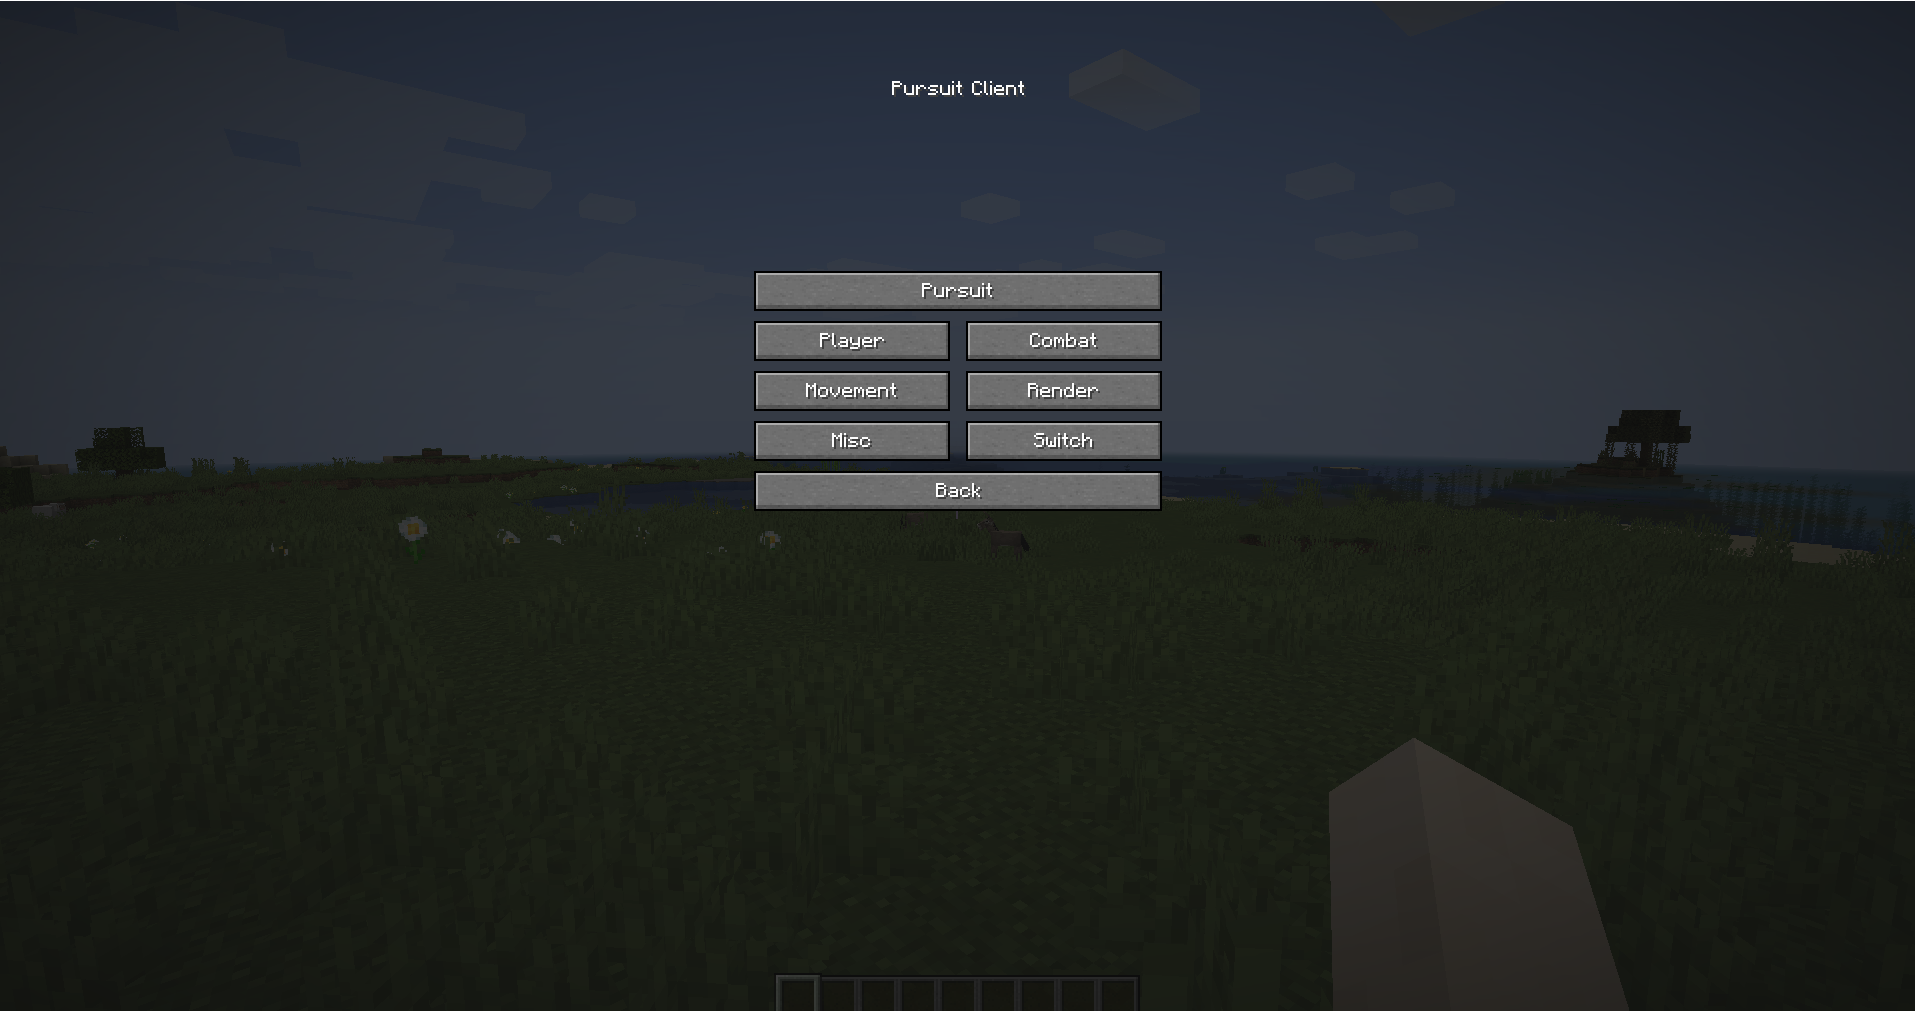 Pursuit Client
Pursuit
Player
Combat
Movement
Render
Misc
Switch
Back